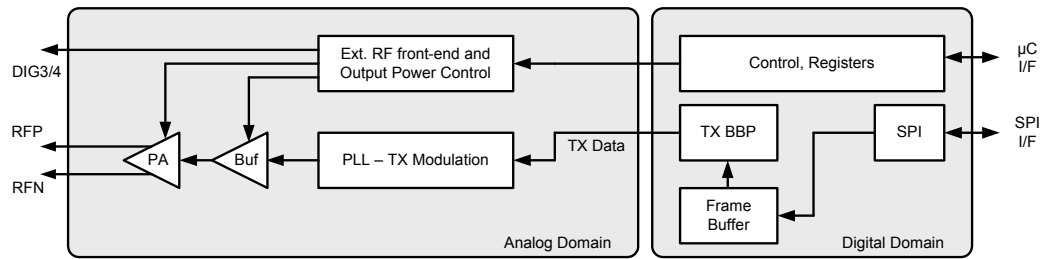 Ext. RF front-end and
Output Power Control
Control, Registers
µC
I/F
DIG3/4
RFP
RFN
PA
Buf
PLL – TX Modulation
TX Data
TX BBP
SPI
SPI
I/F
Frame
Buffer
Analog Domain
Digital Domain